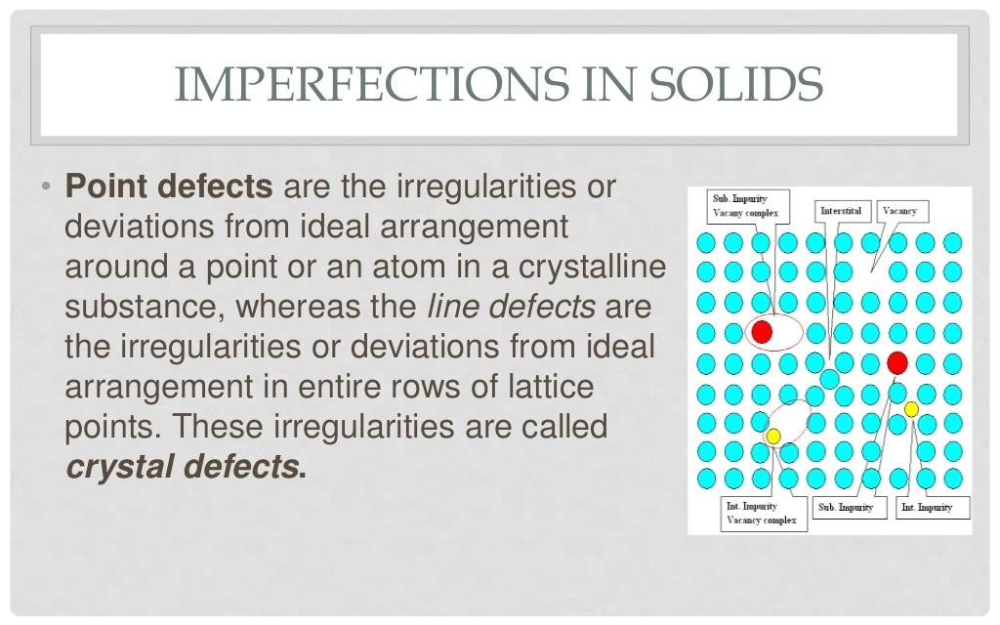 IMPERFECTIONS IN SOLIDS
• Point defects are the irregularities or
deviations from ideal arrangement
around a point or an atom in a crystalline
substance, whereas the line defects are
the irregularities or deviations from ideal
arrangement in entire rows of lattice
points. These irregularities are called
crystal defects.
Sub. Impurity
Vacany complex
Interstital
Vacancy
Int. Impurity
Vacancy complex
Sub. Impurity
Int. Impurity